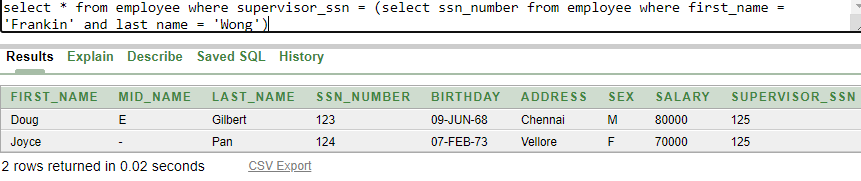 select * from employee where supervisor_ssn = (select ssn_number from employee where first_name =
'Frankin' and last name = 'Wong')
Results Explain Describe Saved SQL History
FIRST_NAME MID_NAME LAST_NAME SSN_NUMBER BIRTHDAY ADDRESS SEX SALARY SUPERVISOR_SSN
Doug E Gilbert 123 09-JUN-68 Chennai M 80000 125
Joyce - Pan 124 07-FEB-73 Vellore F 70000 125
2 rows returned in 0.02 seconds CSV Export